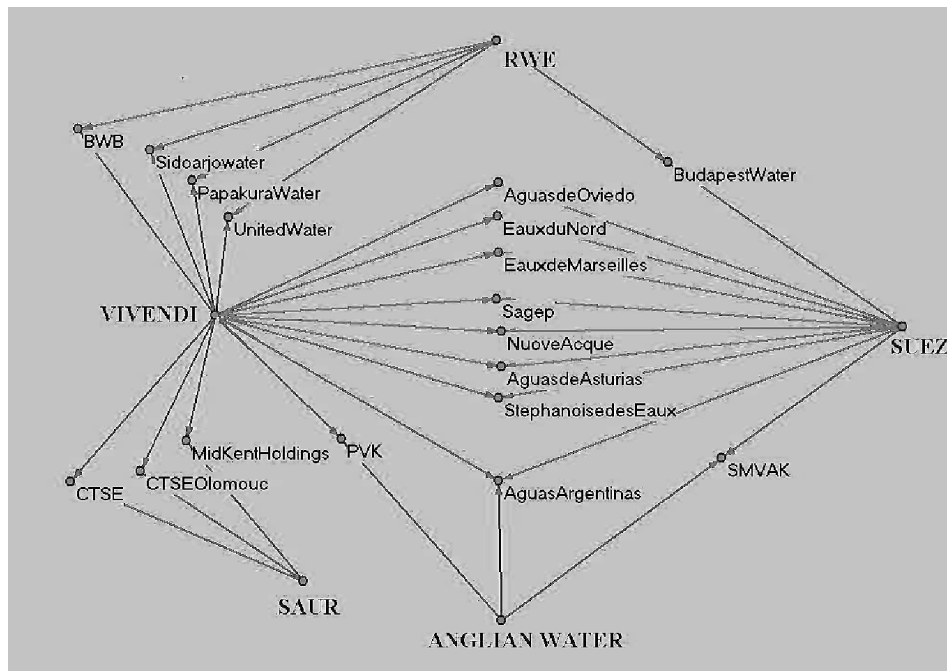 RWE
BWB
Sidoarjowater
BudapestWater
PapakuraWater
AguasdeOviedo
UnitedWater
EauxduNord
EauxdeMarseilles
VIVENDI
Sagep
NuoveAcque
SUEZ
AguasdeAsturias
StephanoisedesEaux
MidKentHoldings
PVK
SMVAK
CTSE
CTSEOlomouc
AguasArgentinas
SAUR
ANGLIAN WATER